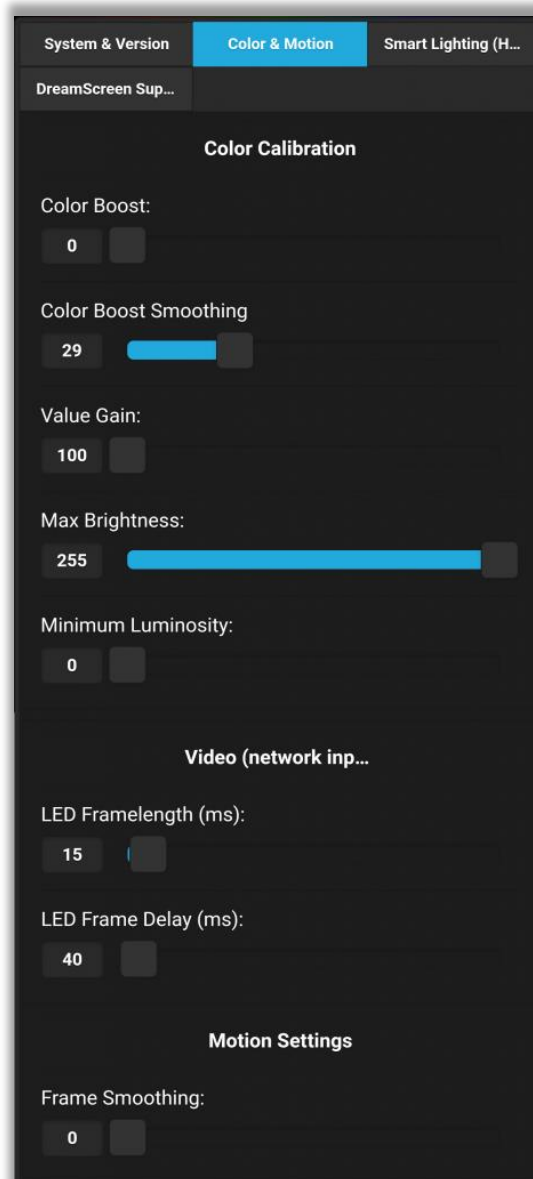 System & Version
Color & Motion
Smart Lighting (H...
DreamScreen Sup...
Color Calibration
Color Boost:
0
Color Boost Smoothing
29
Value Gain:
100
Max Brightness:
255
Minimum Luminosity:
0
Video (network inp...
LED Framelength (ms):
15
LED Frame Delay (ms):
40
Motion Settings
Frame Smoothing:
0